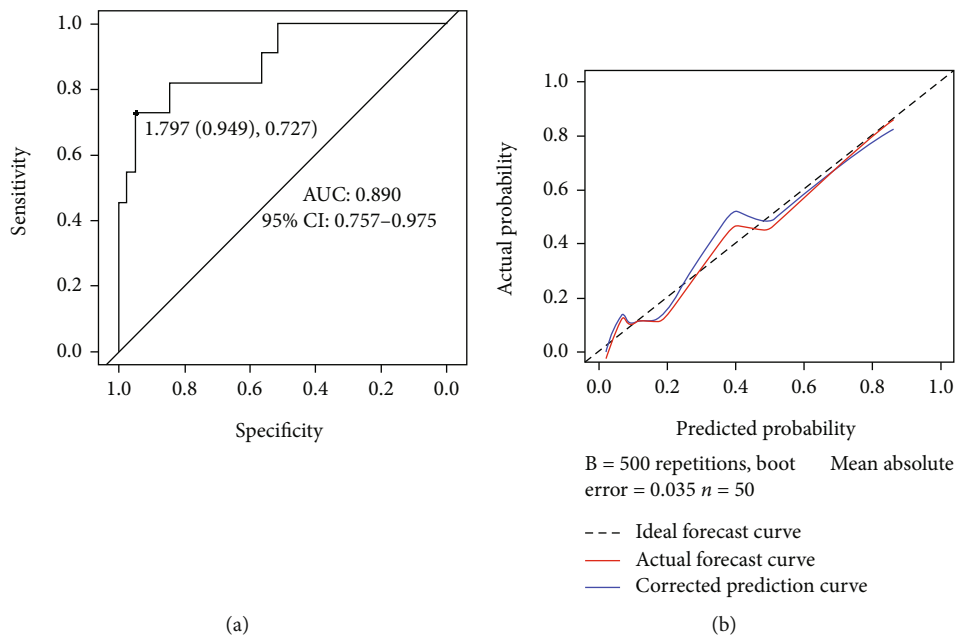 1.0
0.8
0.6
0.4
0.2
0.0
Sensitivity
1.797 (0.949), 0.727)
AUC: 0.890
95% CI: 0.757–0.975
1.0 0.8 0.6 0.4 0.2 0.0
Specificity
(a)
1.0
0.8
0.6
0.4
0.2
0.0
Actual probability
0.0 0.2 0.4 0.6 0.8 1.0
Predicted probability
B = 500 repetitions, boot Mean absolute
error = 0.035 n = 50
Ideal forecast curve
Actual forecast curve
Corrected prediction curve
(b)